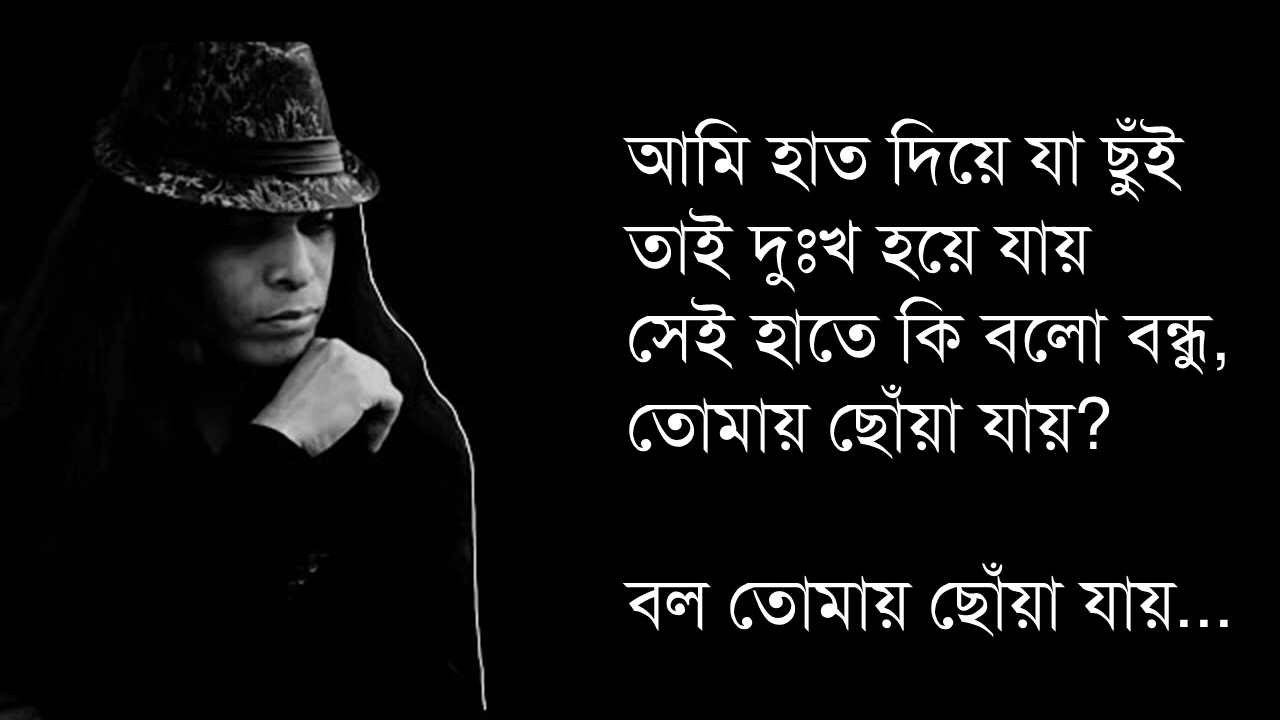 আমি হাত দিয়ে যা ছুঁই
তাই দুঃখ হয়ে যায়
সেই হাতে কি বলো বন্ধু,
তোমায় ছোঁয়া যায়?
বল তোমায় ছোঁয়া যায়...